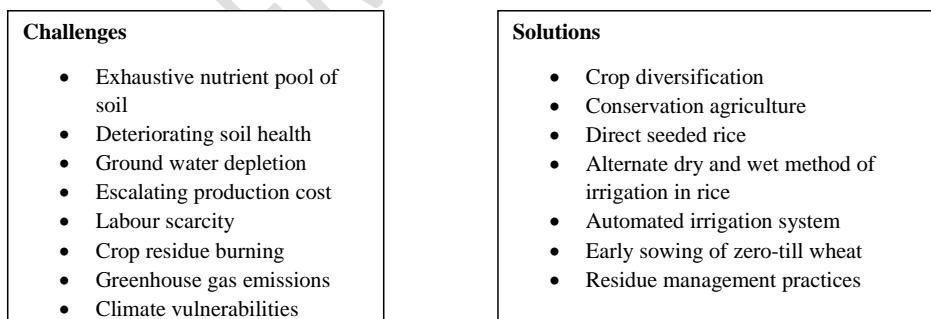 Challenges
• Exhaustive nutrient pool of
soil
• Deteriorating soil health
• Ground water depletion
• Escalating production cost
• Labour scarcity
• Crop residue burning
• Greenhouse gas emissions
• Climate vulnerabilities
Solutions
• Crop diversification
• Conservation agriculture
• Direct seeded rice
• Alternate dry and wet method of
irrigation in rice
• Automated irrigation system
• Early sowing of zero-till wheat
• Residue management practices